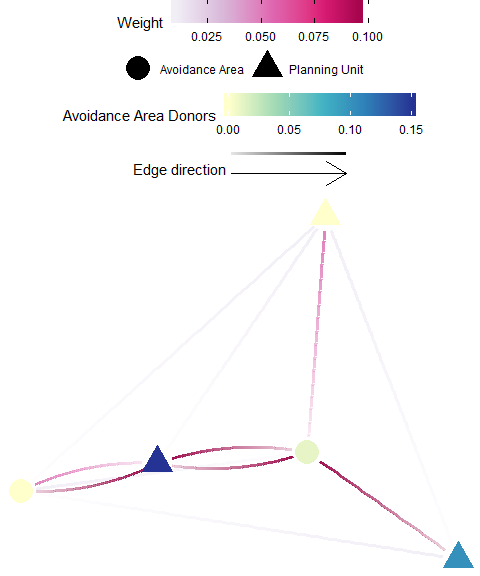 Weight
0.025 0.050 0.075 0.100
Avoidance Area Planning Unit
Avoidance Area Donors
0.00 0.05 0.10 0.15
Edge direction